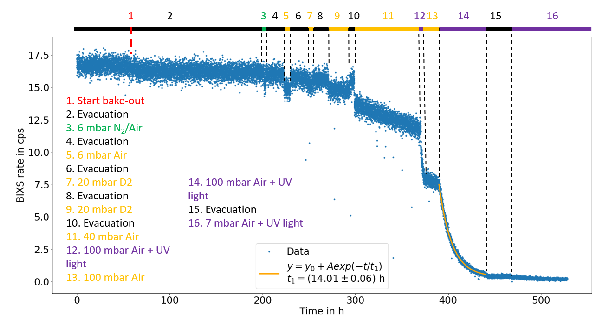 1 2 3 4 5 6 7 8 9 10 11 12 13 14 15 16
BIXS rate in cps
17.5
15.0
12.5
10.0
7.5
5.0
2.5
0.0
1. Start bake-out
2. Evacuation
3. 6 mbar N2/Air
4. Evacuation
5. 6 mbar Air
6. Evacuation
7. 20 mbar D2
8. Evacuation
9. 20 mbar D2
10. Evacuation
11. 40 mbar Air
12. 100 mbar Air + UV
light
13. 100 mbar Air
14. 100 mbar Air + UV
light
15. Evacuation
16. 7 mbar Air + UV light
Data
y = y0 + Aexp(−t/t1)
t1 = (14.01 ± 0.06) h
0 100 200 300 400 500
Time in h